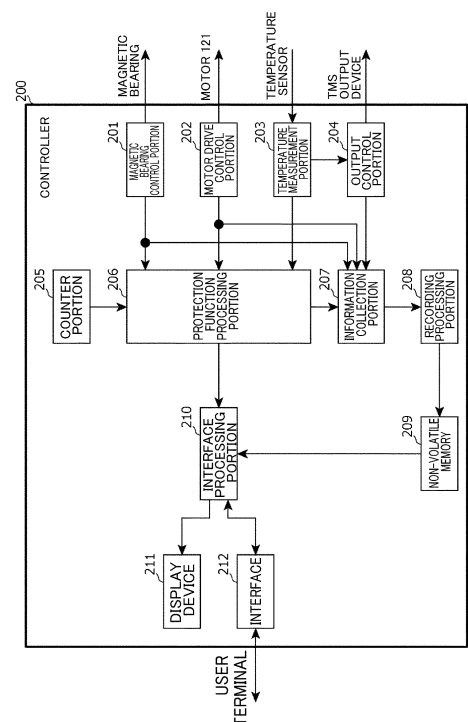 200
CONTROLLER
MAGNETIC
BEARING
MOTOR 121
TEMPERATURE
SENSOR
TMS
OUTPUT
DEVICE
201
MAGNETIC
BEARING
CONTROL PORTION
202
MOTOR DRIVE
CONTROL
PORTION
203
TEMPERATURE
MEASUREMENT
PORTION
204
OUTPUT
CONTROL
PORTION
205
COUNTER
PORTION
206
PROTECTION
FUNCTION
PROCESSING
PORTION
207
INFORMATION
COLLECTION
PORTION
208
RECORDING
PROCESSING
PORTION
210
INTERFACE
PROCESSING
PORTION
209
NON-VOLATILE
MEMORY
211
DISPLAY
DEVICE
212
INTERFACE
USER
TERMINAL